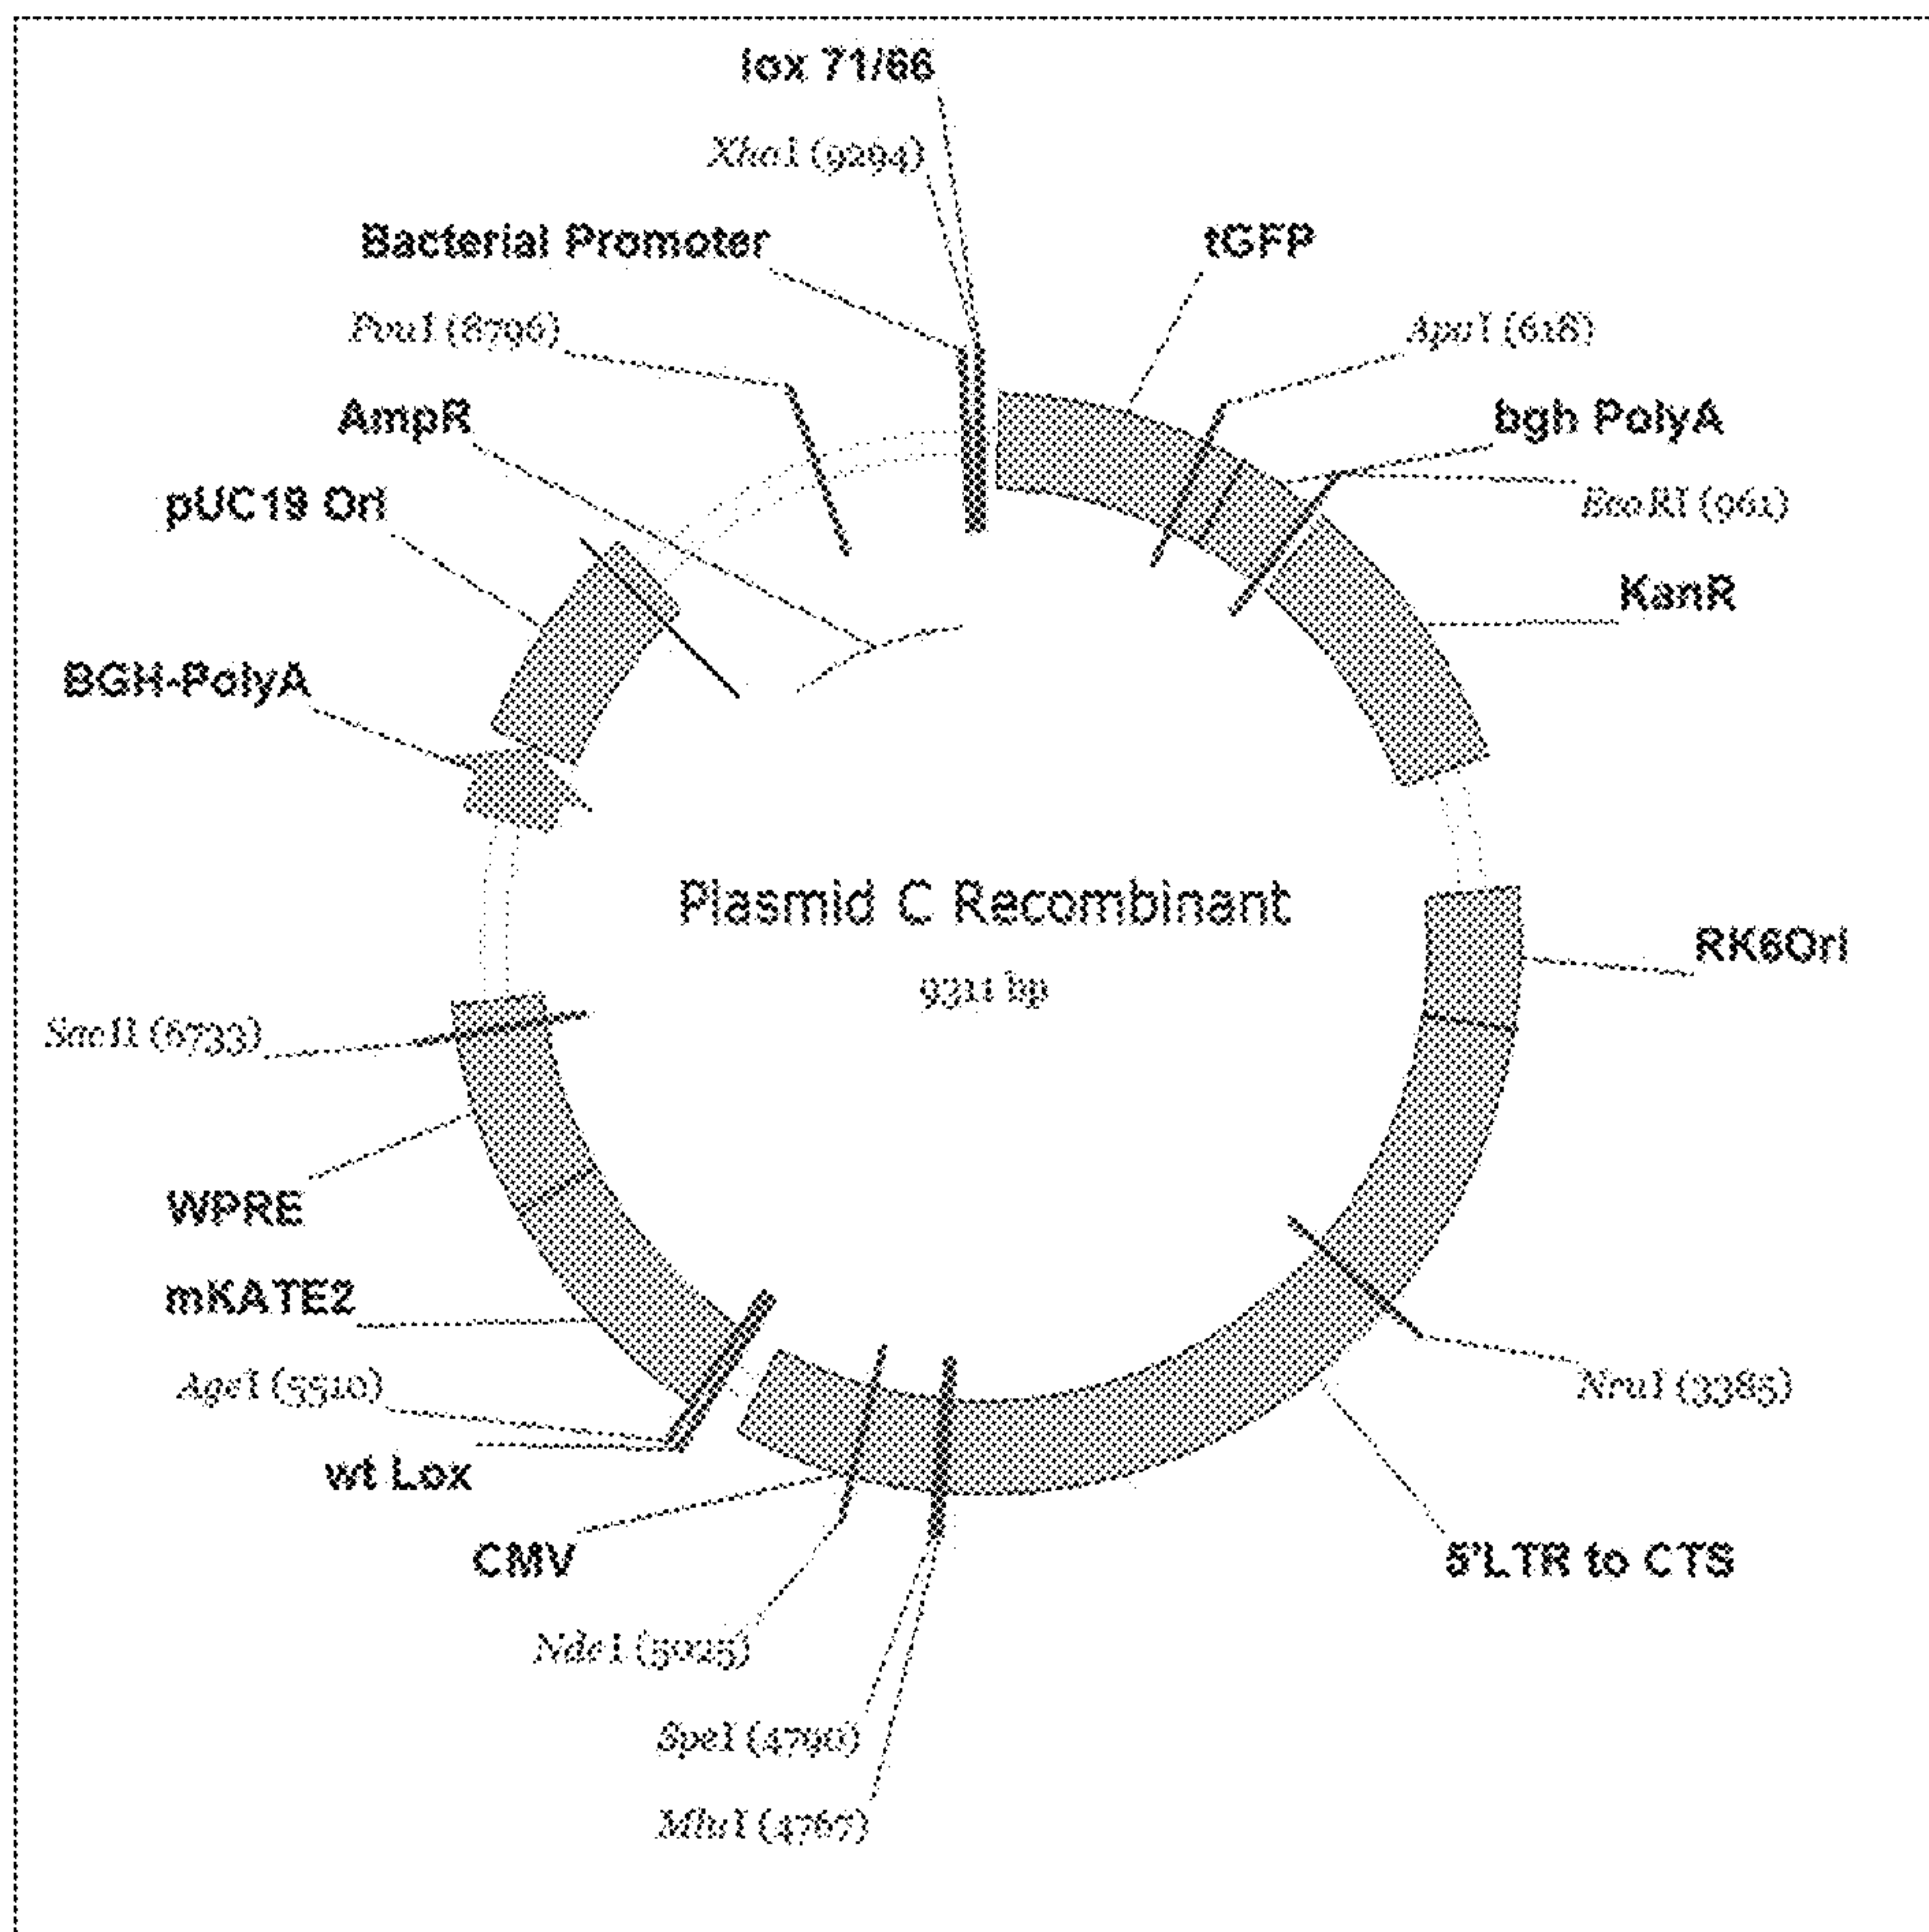 lox 71/66
XhoI (9294)
Bacterial Promoter
tGFP
PvuI (8796)
ApaI (618)
AmpR
bgh PolyA
pUC19 Ori
EcoRI (961)
KanR
BGH-PolyA
Plasmid C Recombinant
9311 bp
RK6Ori
SacII (6733)
WPRE
mKATE2
AgeI (5510)
NruI (3385)
wt Lox
CMV
5'LTR to CTS
NdeI (5025)
SpeI (4790)
MluI (4767)